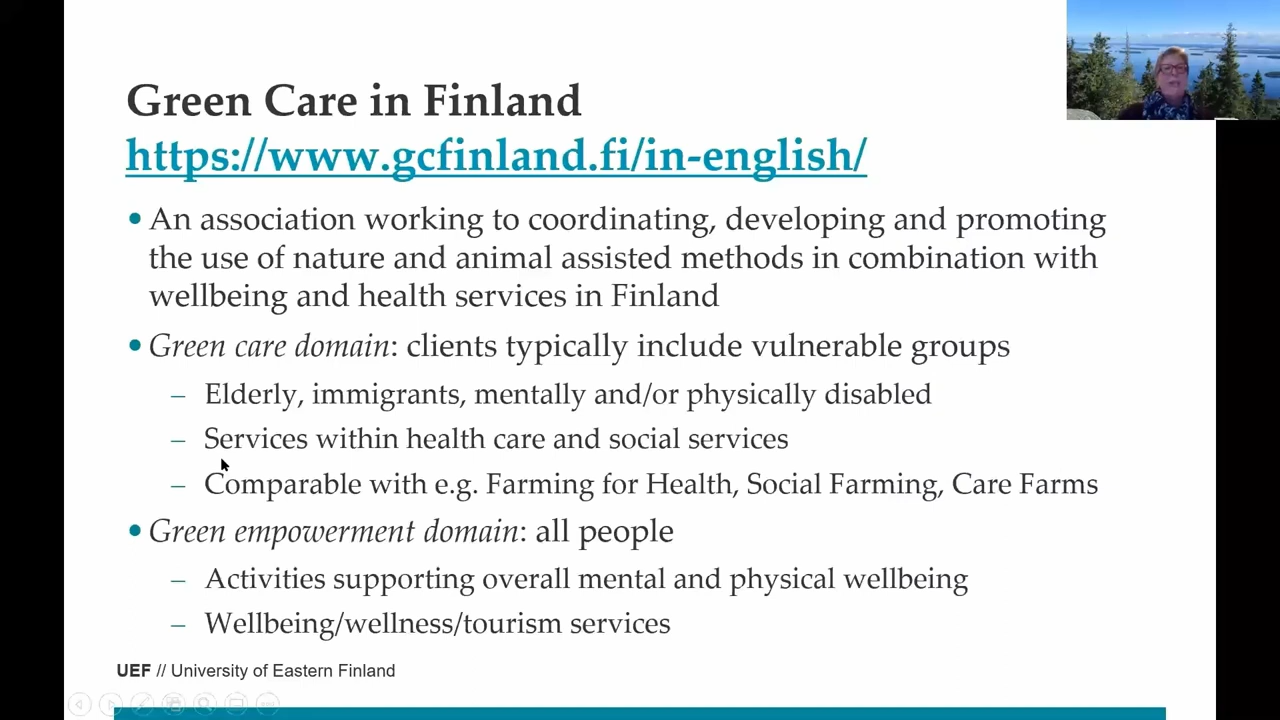 Green Care in Finland
https://www.gcfinland.fi/in-english/
• An association working to coordinating, developing and promoting
the use of nature and animal assisted methods in combination with
wellbeing and health services in Finland
• Green care domain: clients typically include vulnerable groups
– Elderly, immigrants, mentally and/or physically disabled
– Services within health care and social services
– Comparable with e.g. Farming for Health, Social Farming, Care Farms
• Green empowerment domain: all people
– Activities supporting overall mental and physical wellbeing
– Wellbeing/wellness/tourism services
UEF // University of Eastern Finland